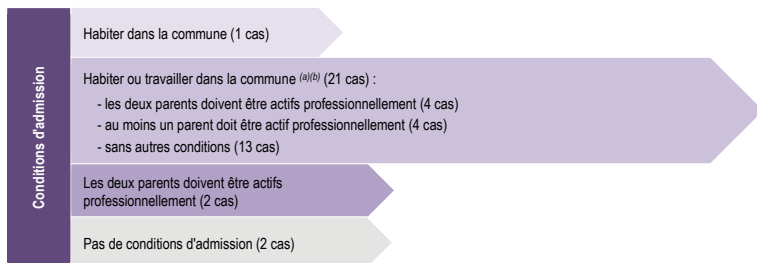 Conditions d'admission
Habiter dans la commune (1 cas)
Habiter ou travailler dans la commune (a)(b) (21 cas) :
- les deux parents doivent être actifs professionnellement (4 cas)
- au moins un parent doit être actif professionnellement (4 cas)
- sans autres conditions (13 cas)
Les deux parents doivent être actifs
professionnellement (2 cas)
Pas de conditions d'admission (2 cas)